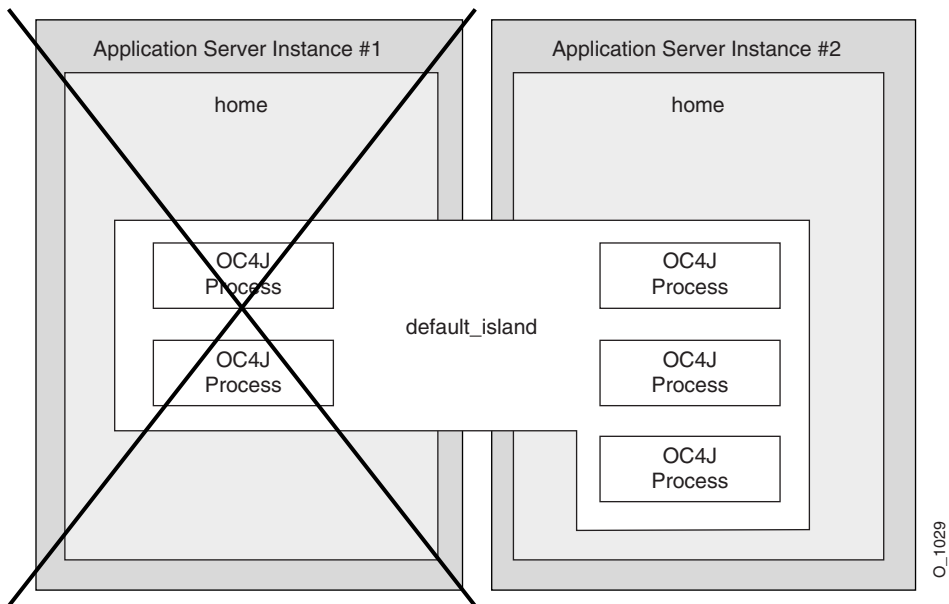 Application Server Instance #1
home
OC4J
Process
OC4J
Process
default_island
Application Server Instance #2
home
OC4J
Process
OC4J
Process
OC4J
Process
O_1029